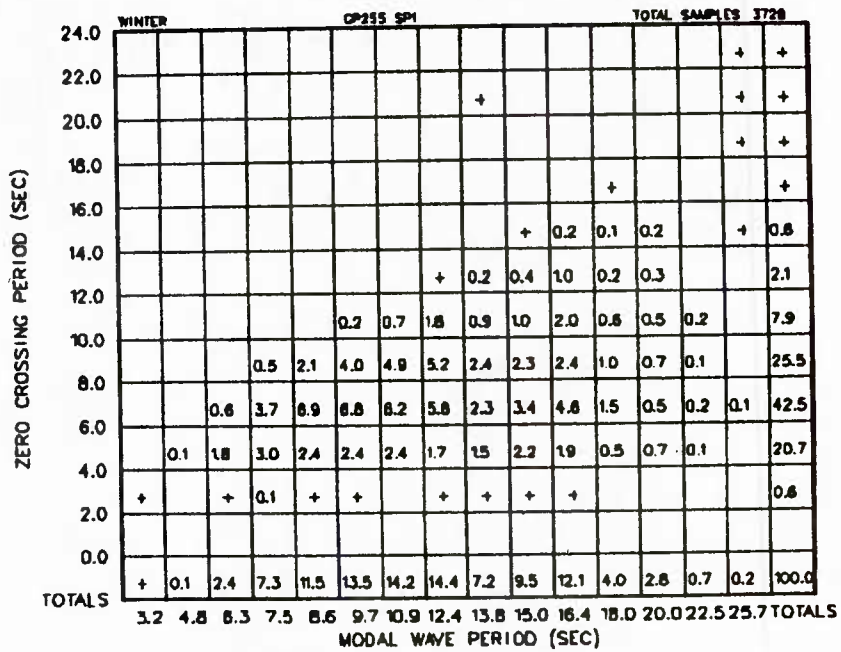 WINTER CP255 SP1 TOTAL SAMPLES 3728
24.0
+ +
22.0
+ + +
20.0
+ +
18.0
+ +
16.0
+ 0.2 0.1 0.2 + 0.6
14.0
+ 0.2 0.4 1.0 0.2 0.3 2.1
12.0
0.2 0.7 1.8 0.9 1.0 2.0 0.6 0.5 0.2 7.9
10.0
0.5 2.1 4.0 4.9 5.2 2.4 2.3 2.4 1.0 0.7 0.1 25.5
8.0
0.6 3.7 6.9 6.8 6.2 5.8 2.3 3.4 4.6 1.5 0.5 0.2 0.1 42.5
6.0
0.1 1.8 3.0 2.4 2.4 2.4 1.7 1.5 2.2 1.9 0.5 0.7 0.1 20.7
4.0
+ + 0.1 + + + + + + 0.6
2.0
0.0
+ 0.1 2.4 7.3 11.5 13.5 14.2 14.4 7.2 9.5 12.1 4.0 2.8 0.7 0.2 100.0
TOTALS
3.2 4.8 6.3 7.5 8.6 9.7 10.9 12.4 13.8 15.0 16.4 18.0 20.0 22.5 25.7 TOTALS
MODAL WAVE PERIOD (SEC)
ZERO CROSSING PERIOD (SEC)